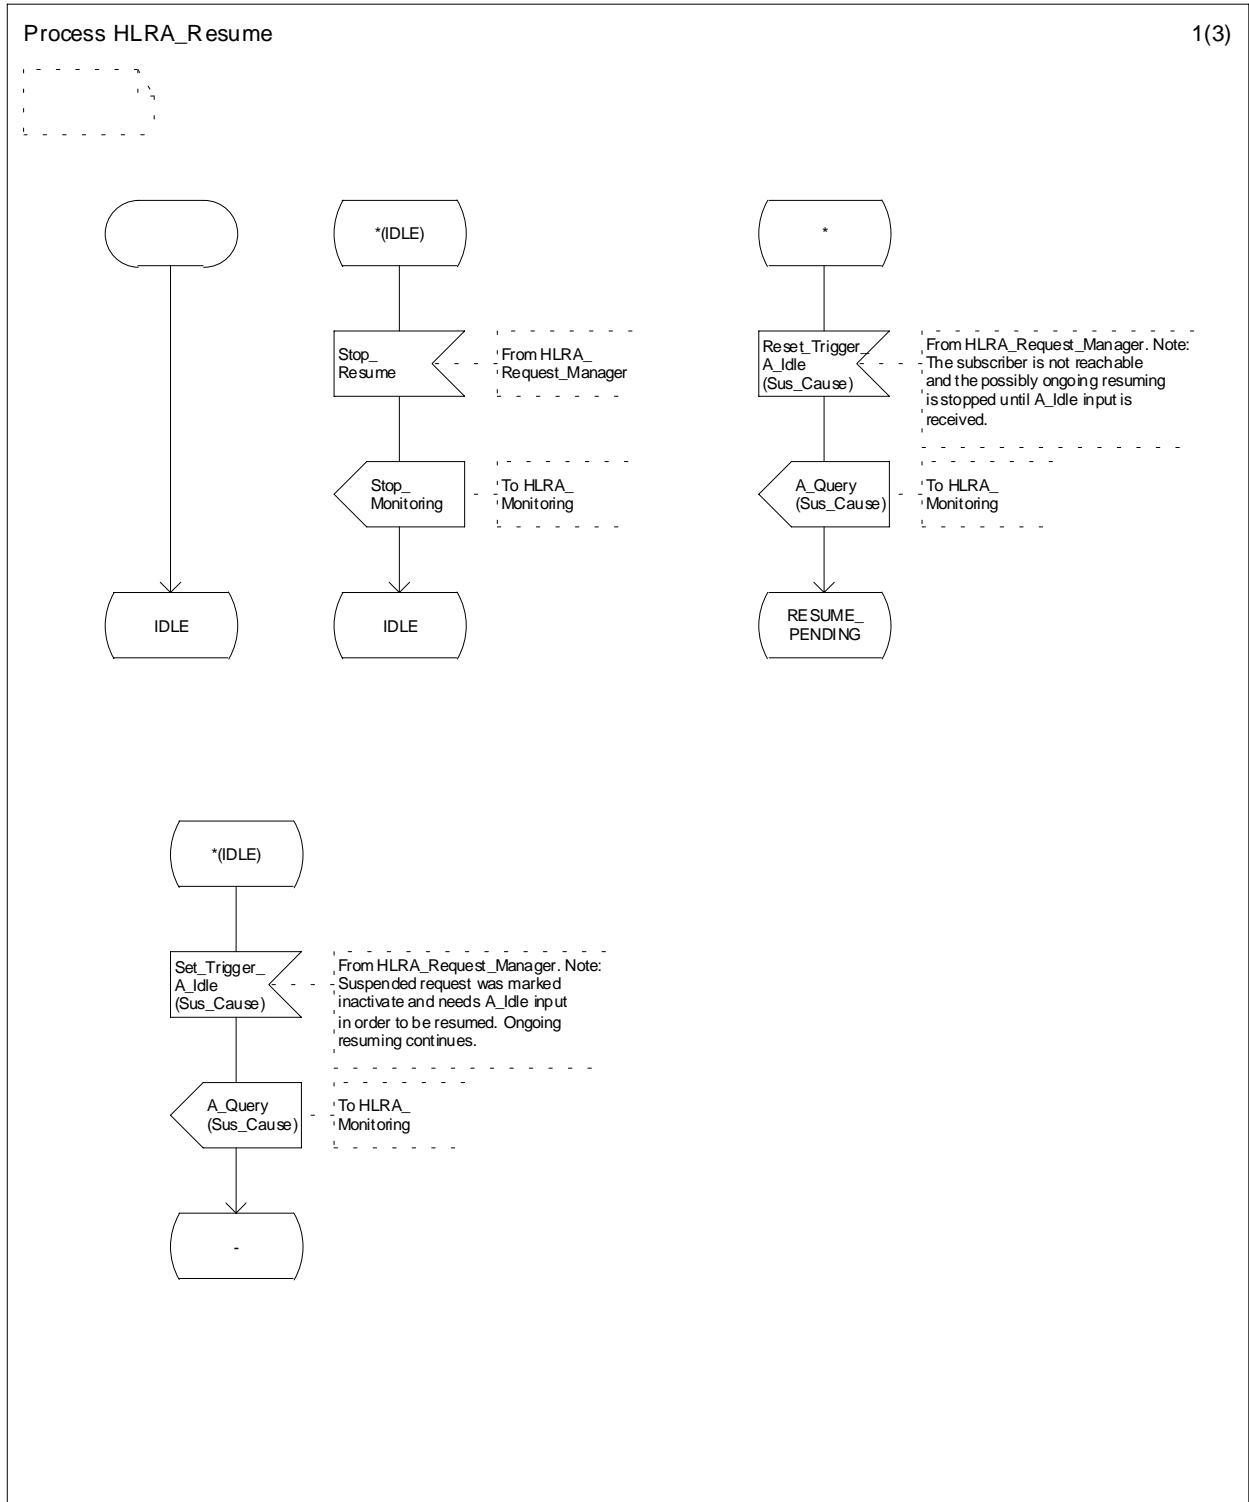 Process HLRA_Resume
1(3)
*(IDLE)
*
Stop_
Resume
From HLRA_
Request_Manager
Reset_Trigger_
A_Idle
(Sus_Cause)
From HLRA_Request_Manager. Note:
The subscriber is not reachable
and the possibly ongoing resuming
is stopped until A_Idle input is
received.
Stop_
Monitoring
To HLRA_
Monitoring
A_Query
(Sus_Cause)
To HLRA_
Monitoring
IDLE
IDLE
RESUME_
PENDING
*(IDLE)
Set_Trigger_
A_Idle
(Sus_Cause)
From HLRA_Request_Manager. Note:
Suspended request was marked
inactivate and needs A_Idle input
in order to be resumed. Ongoing
resuming continues.
A_Query
(Sus_Cause)
To HLRA_
Monitoring
-